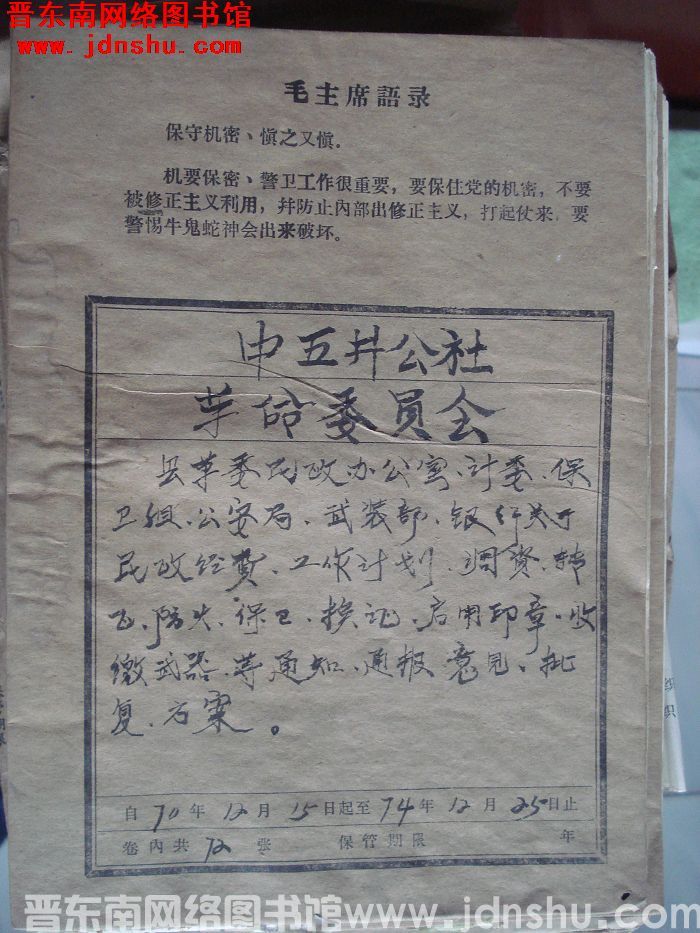 晋东南网络图书馆
www.jdnshu.com
毛主席語录
保守机密、慎之又慎。
机要保密、警卫工作很重要，要保住党的机密，不要
被修正主义利用，幷防止內部出修正主义，打起仗来，要
警惕牛鬼蛇神会出来破坏。
中五井公社
革命委员会
县革委民政办公室、计委、保
卫组、公安局、武装部、银行关于
民政经费、工作计划、调资、转
飞、防火、保卫、换证、启用印章、收
缴武器、等通知、通报、意见、批
复、方案。
自70年12月15日起至74年12月25日止
卷內共72张 保管期限 年
晋东南网络图书馆 www.jdnshu.com